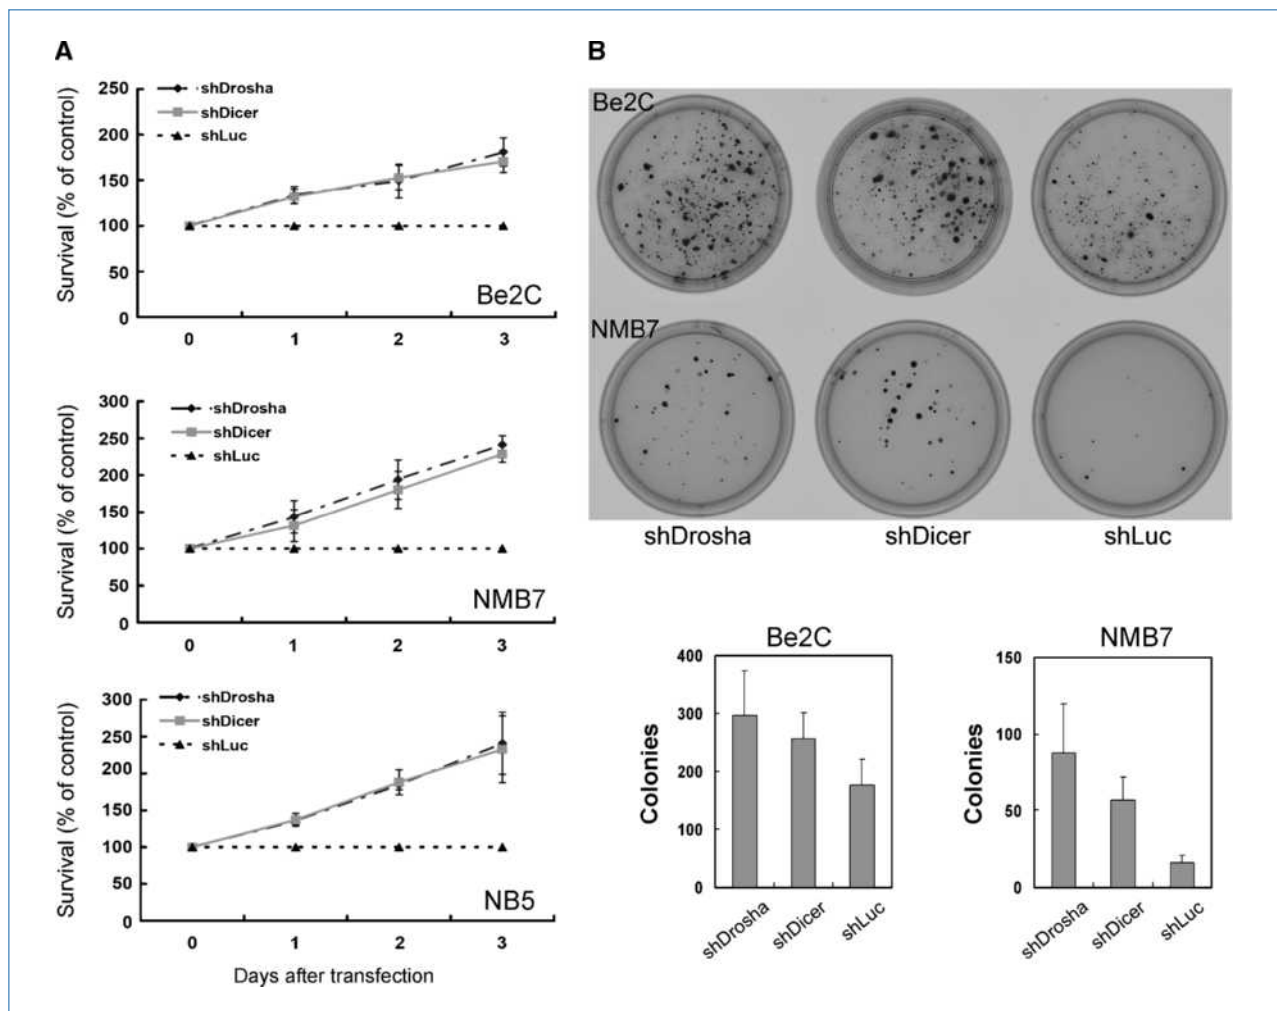 A
250
200
150
100
50
0
Survival (% of control)
shDrosha
shDicer
shLuc
Be2C
0 1 2 3
300
250
200
150
100
50
0
Survival (% of control)
shDrosha
shDicer
shLuc
NMB7
0 1 2 3
300
250
200
150
100
50
0
Survival (% of control)
shDrosha
shDicer
shLuc
NB5
0 1 2 3
Days after transfection
B
Be2C
NMB7
shDrosha shDicer shLuc
Be2C
400
300
200
100
0
Colonies
shDrosha
shDicer
shLuc
NMB7
150
100
50
0
Colonies
shDrosha
shDicer
shLuc